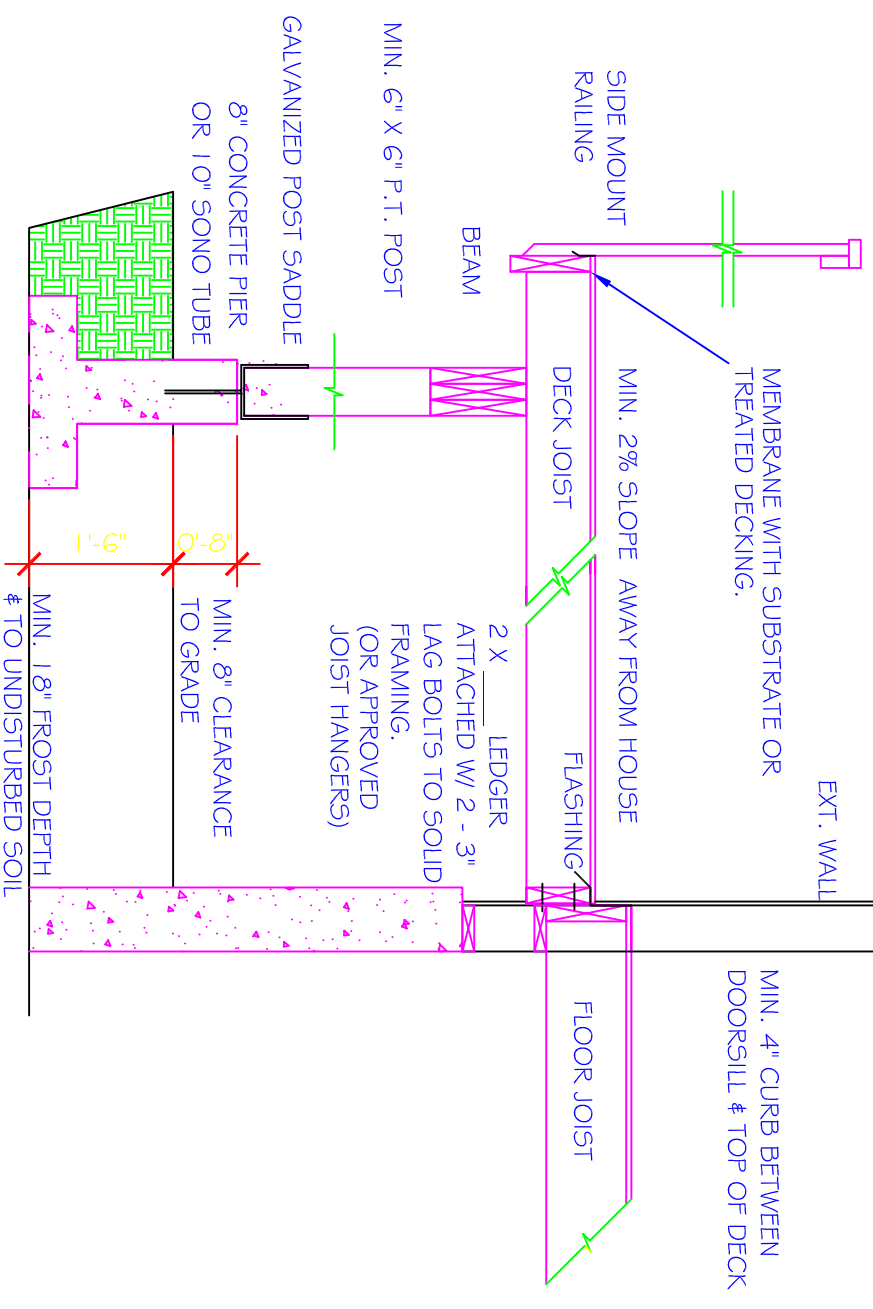 EXT. WALL
MIN. 4" CURB BETWEEN
DOORSILL & TOP OF DECK
MEMBRANE WITH SUBSTRATE OR
TREATED DECKING.
SIDE MOUNT
RAILING
MIN. 2% SLOPE AWAY FROM HOUSE
FLASHING
FLOOR JOIST
DECK JOIST
BEAM
2 X ___ LEDGER
ATTACHED W/ 2 - 3"
LAG BOLTS TO SOLID
FRAMING.
(OR APPROVED
JOIST HANGERS)
MIN. 6" X 6" P.T. POST
GALVANIZED POST SADDLE
8" CONCRETE PIER
OR 10" SONO TUBE
0'-8"
1'-6"
MIN. 8" CLEARANCE
TO GRADE
MIN. 18" FROST DEPTH
& TO UNDISTURBED SOIL